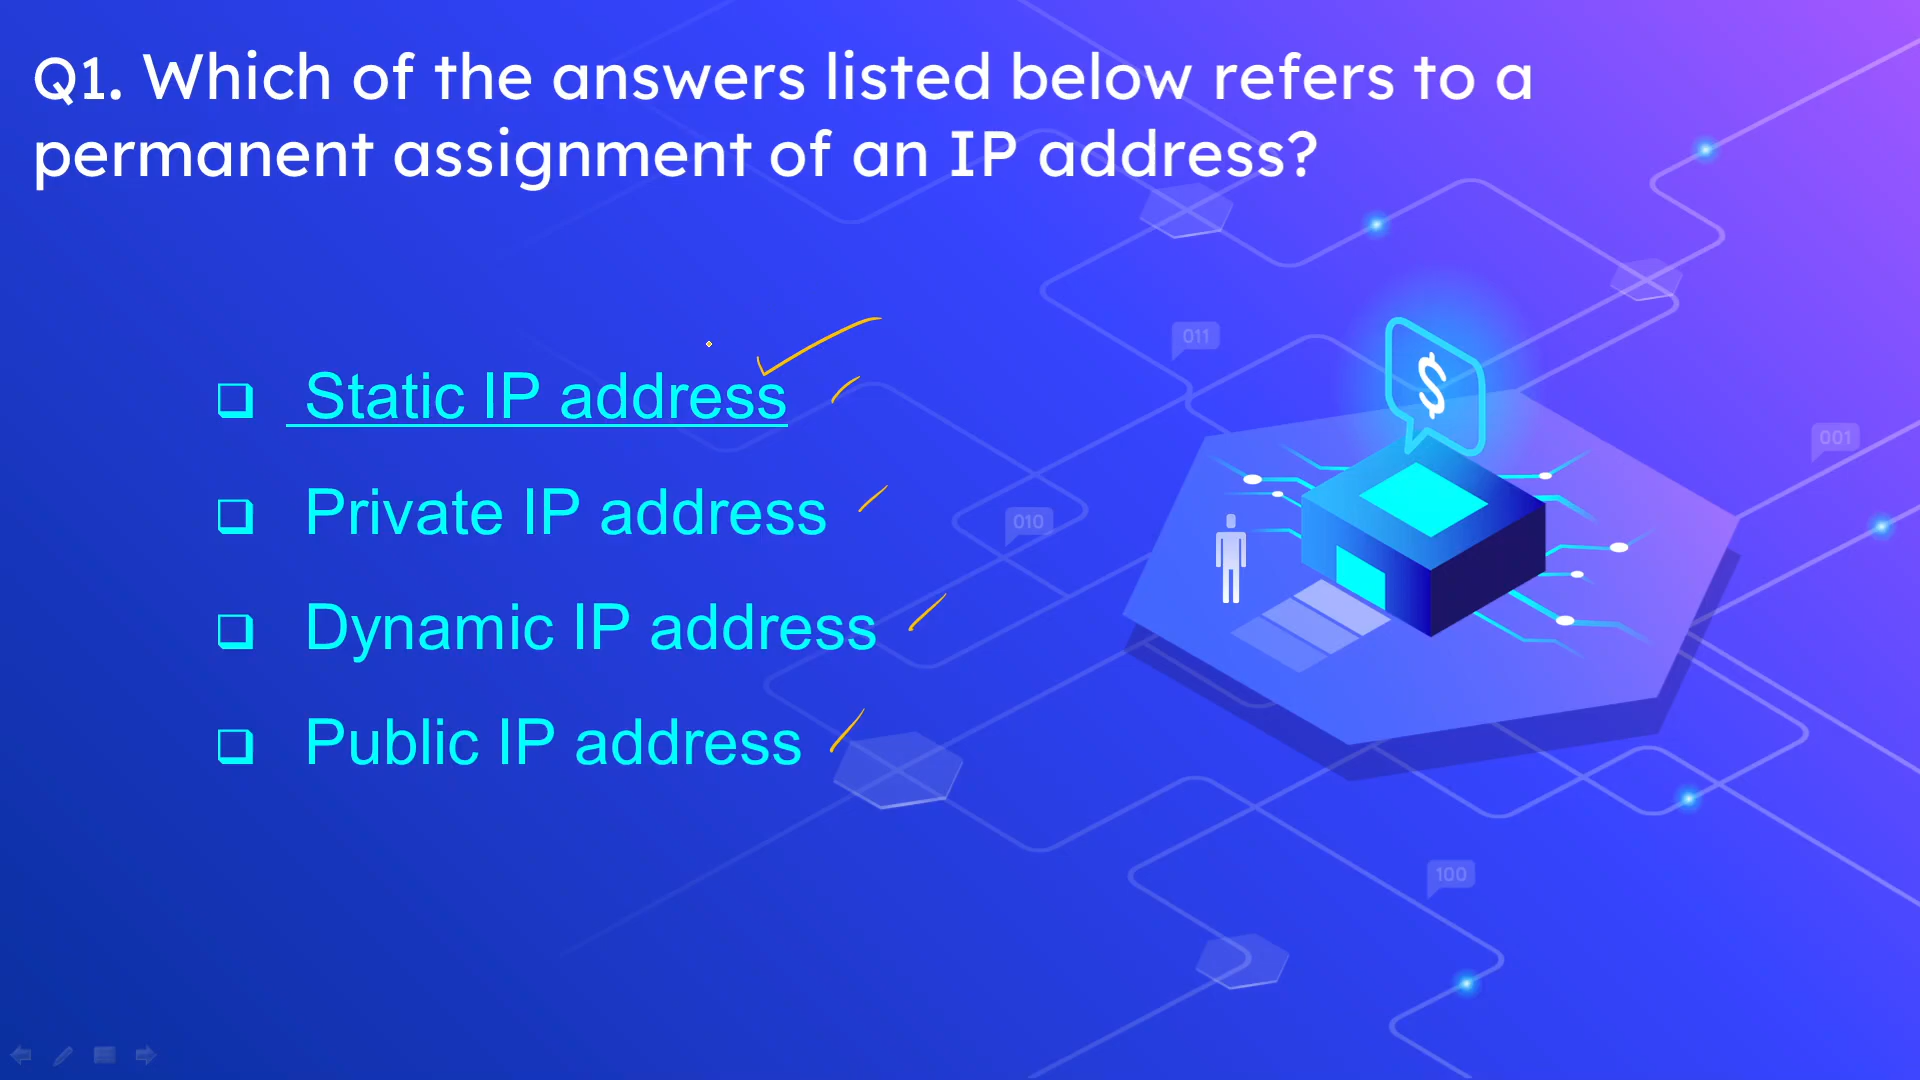 Q1. Which of the answers listed below refers to a
permanent assignment of an IP address?
Static IP address
Private IP address
Dynamic IP address
Public IP address
011
$
001
010
100